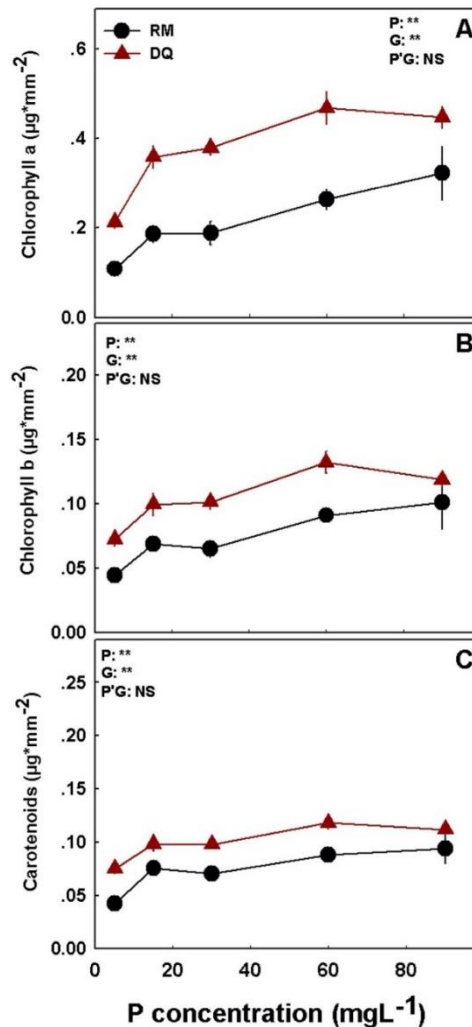 RM
DQ
P: **
G: **
P'G: NS
A
Chlorophyll a (µg*mm-2)
.6
.4
.2
0.0
P: **
G: **
P'G: NS
B
Chlorophyll b (µg*mm-2)
.20
.15
.10
.05
0.00
P: **
G: **
P'G: NS
C
Carotenoids (µg*mm-2)
.25
.20
.15
.10
.05
0.00
0 20 40 60 80
P concentration (mgL-1)